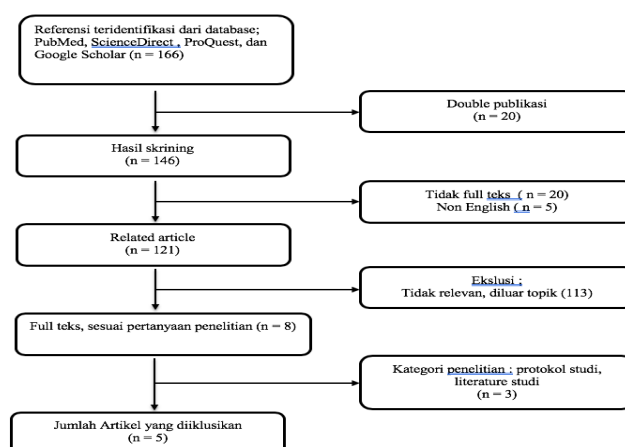 Referensi teridentifikasi dari database;
PubMed, ScienceDirect , ProQuest, dan
Google Scholar (n = 166)
Double publikasi
(n = 20)
Hasil skrining
(n = 146)
Tidak full teks ( n = 20)
Non English ( n = 5)
Related article
(n = 121)
Ekslusi ;
Tidak relevan, diluar topik (113)
Full teks, sesuai pertanyaan penelitian (n = 8)
Kategori penelitian ; protokol studi,
literature studi
(n = 3)
Jumlah Artikel yang diiklusikan
(n = 5)